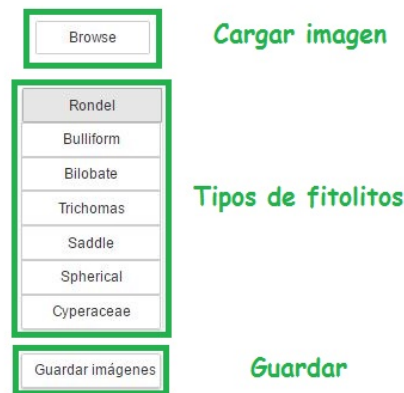 Browse
Cargar imagen
Rondel
Bulliform
Bilobate
Trichomas
Saddle
Spherical
Cyperaceae
Tipos de fitolitos
Guardar imágenes
Guardar